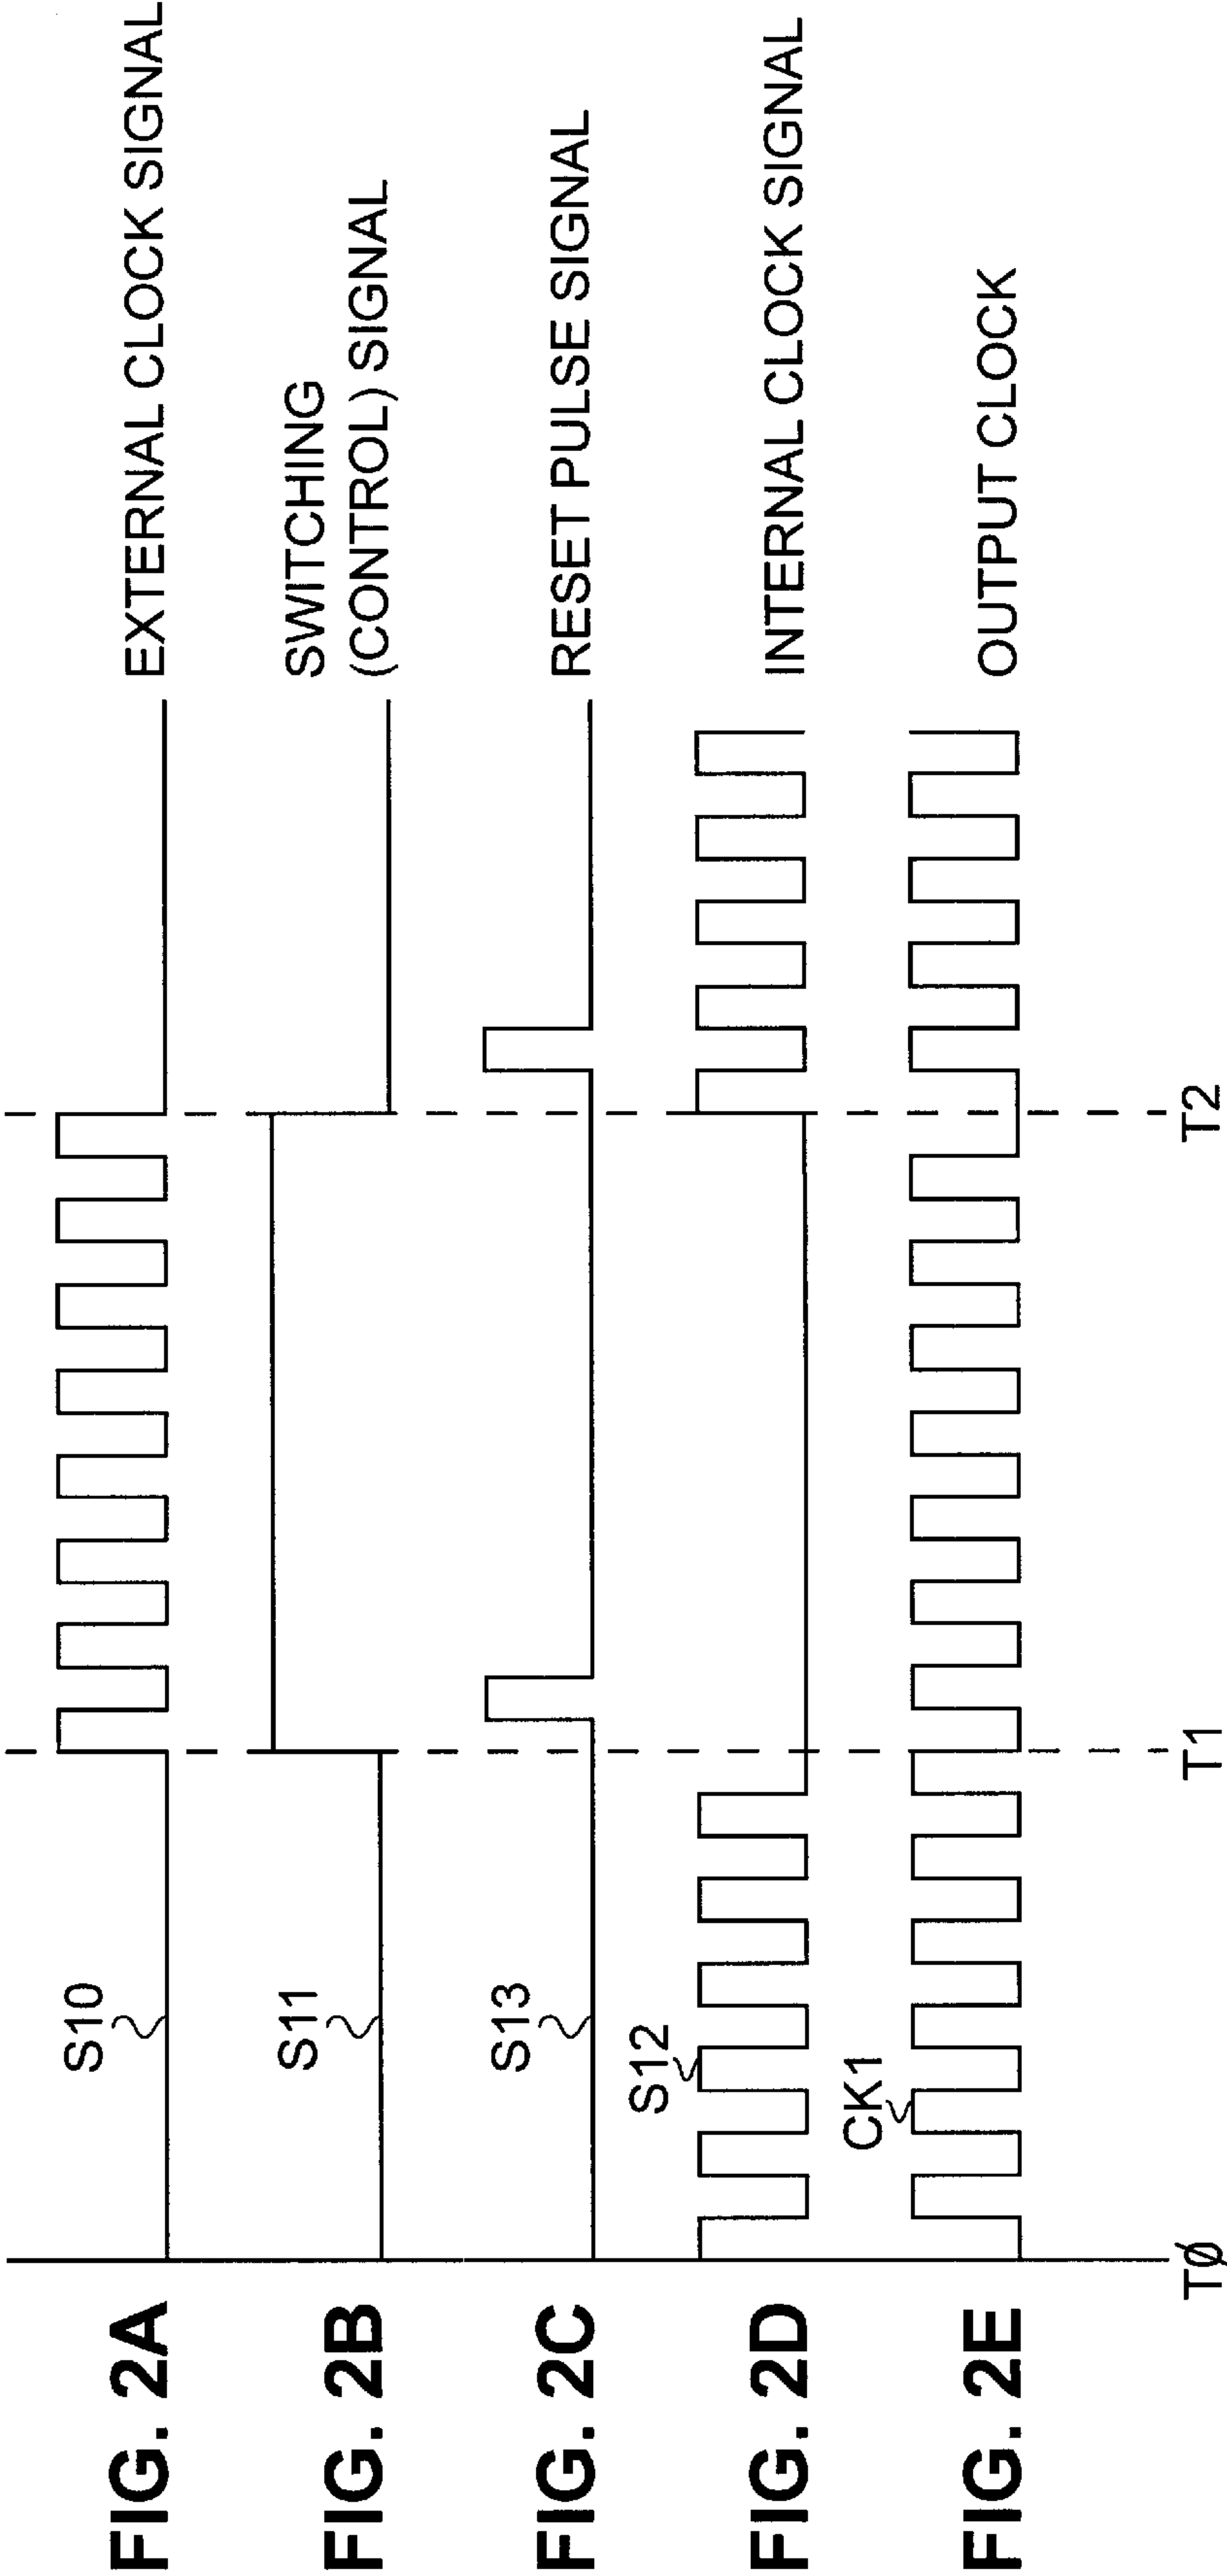 FIG. 2A
S10
EXTERNAL CLOCK SIGNAL
FIG. 2B
S11
SWITCHING
(CONTROL) SIGNAL
FIG. 2C
S13
RESET PULSE SIGNAL
FIG. 2D
S12
INTERNAL CLOCK SIGNAL
FIG. 2E
CK1
OUTPUT CLOCK
TØ
T1
T2